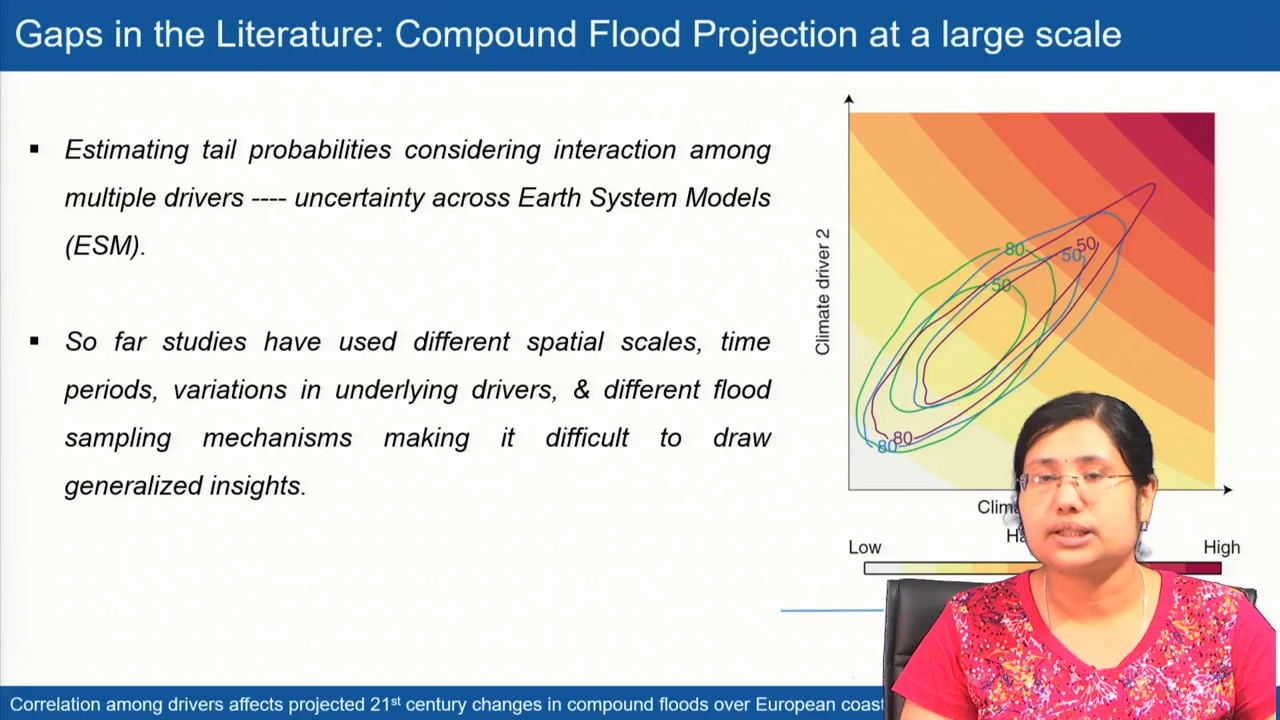 Gaps in the Literature: Compound Flood Projection at a large scale
▪ Estimating tail probabilities considering interaction among
multiple drivers ---- uncertainty across Earth System Models
(ESM).
▪ So far studies have used different spatial scales, time
periods, variations in underlying drivers, & different flood
sampling mechanisms making it difficult to draw
generalized insights.
Climate driver 2
80
50
50
50
80
80
Low
High
Correlation among drivers affects projected 21st century changes in compound floods over European